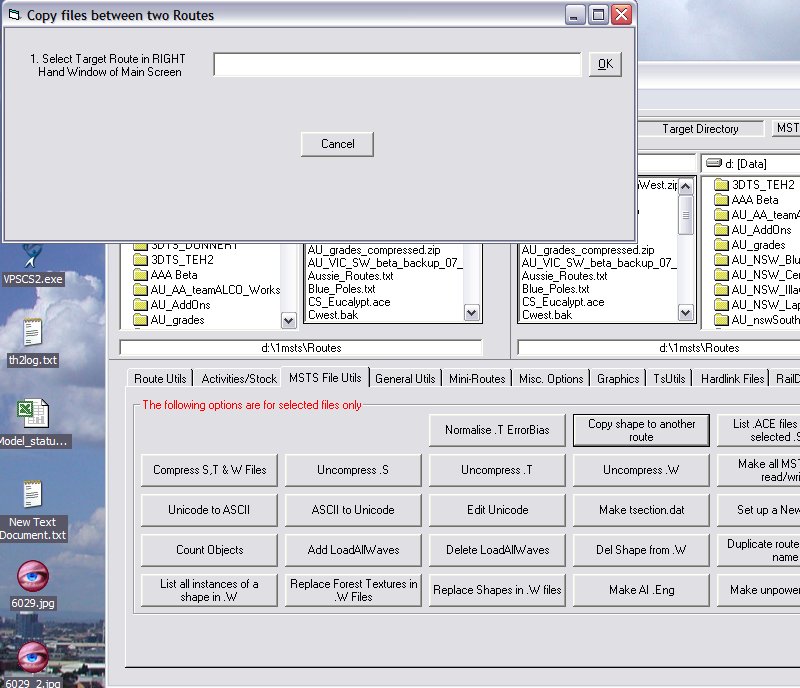 Copy files between two Routes
1. Select Target Route in RIGHT
Hand Window of Main Screen
OK
Cancel
Target Directory
MST
West.zip
d: [Data]
3DTS_TEH2
AAA Beta
AU_AA_teamA
AU_AddOns
AU_grades
AU_NSW_Blu
AU_NSW_Cer
AU_NSW_Illa
AU_NSW_Lap
AU_nswSouth
3DTS_DUNNERT
3DTS_TEH2
AAA Beta
AU_AA_teamALCO_Works
AU_AddOns
AU_grades
AU_grades_compressed.zip
AU_VIC_SW_beta_backup_07_
Aussie_Routes.txt
Blue_Poles.txt
CS_Eucalypt.ace
Cwest.bak
AU_grades_compressed.zip
AU_VIC_SW_beta_backup_07_
Aussie_Routes.txt
Blue_Poles.txt
CS_Eucalypt.ace
Cwest.bak
d:\1msts\Routes
d:\1msts\Routes
VPSCS2.exe
th2log.txt
Model_statu...
New Text
Document.txt
6029.jpg
6029_2.jpg
Route Utils
Activities/Stock
MSTS File Utils
General Utils
Mini-Routes
Misc. Options
Graphics
TsUtils
Hardlink Files
RailD
The following options are for selected files only
Normalise .T ErrorBias
Copy shape to another
route
List .ACE files
selected .S
Compress S,T & W Files
Uncompress .S
Uncompress .T
Uncompress .W
Make all MST
read/wri
Unicode to ASCII
ASCII to Unicode
Edit Unicode
Make tsection.dat
Set up a New
Count Objects
Add LoadAllWaves
Delete LoadAllWaves
Del Shape from .W
Duplicate route
name
List all instances of a
shape in .W
Replace Forest Textures in
.W Files
Replace Shapes in .W files
Make AI .Eng
Make unpower